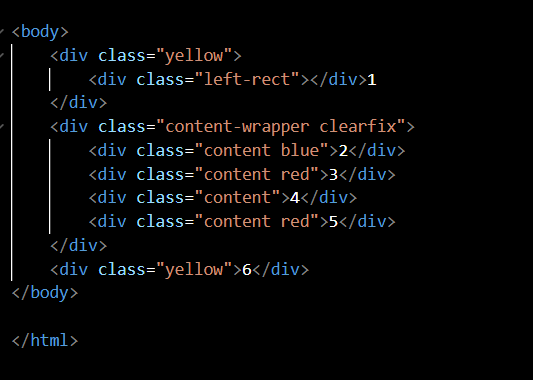 <body>
    <div class="yellow">
        <div class="left-rect"></div>1
    </div>
    <div class="content-wrapper clearfix">
        <div class="content blue">2</div>
        <div class="content red">3</div>
        <div class="content">4</div>
        <div class="content red">5</div>
    </div>
    <div class="yellow">6</div>
</body>

</html>